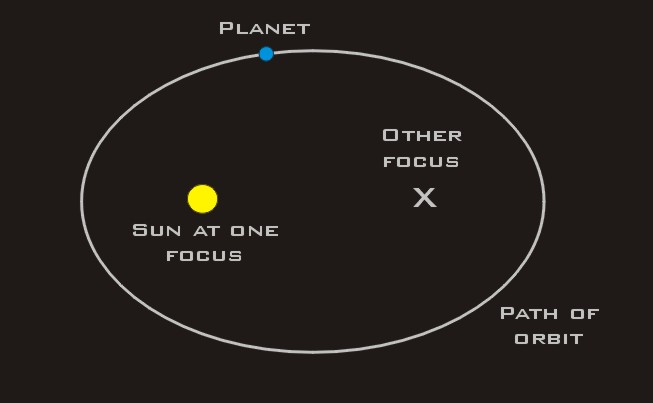 Planet
Other
focus
X
Sun at one
focus
Path of
orbit